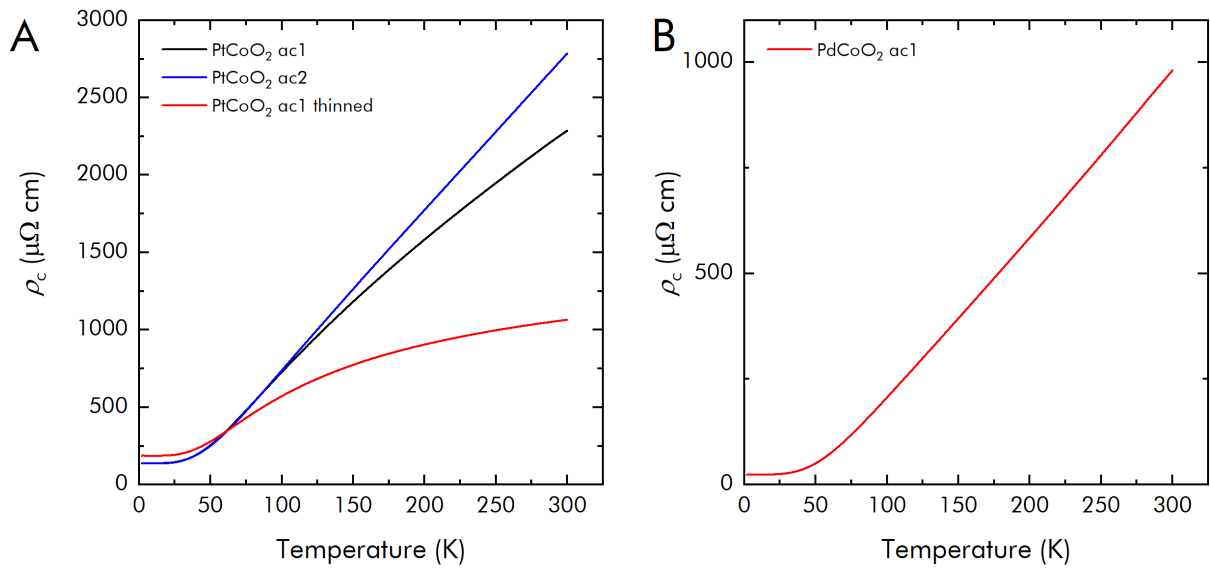 A
PtCoO₂ ac1
PtCoO₂ ac2
PtCoO₂ ac1 thinned
3000
2500
2000
1500
1000
500
0
ρc (μΩ cm)
0 50 100 150 200 250 300
Temperature (K)
B
PdCoO₂ ac1
1000
500
0
ρc (μΩ cm)
0 50 100 150 200 250 300
Temperature (K)